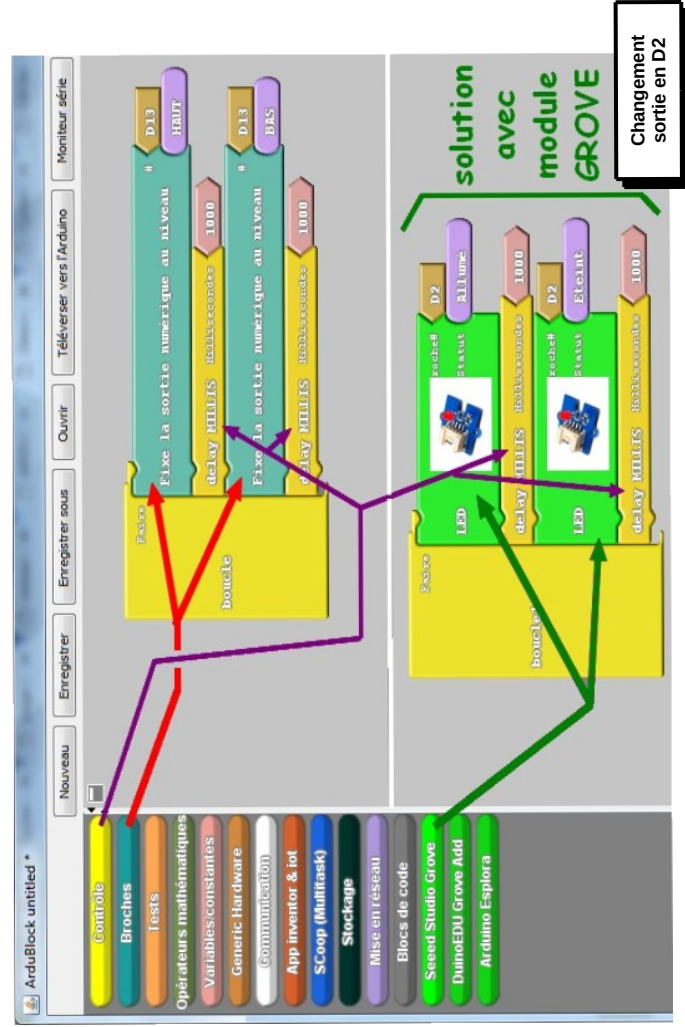 ArduBlock untitled *
Nouveau
Enregistrer
Enregistrer sous
Ouvrir
Téléverser vers l'Arduino
Moniteur série
Contrôle
Broches
Tests
Opérateurs mathématiques
Variables/constantes
Generic Hardware
Communication
App inventor & iot
SCoop (Multitask)
Stockage
Mise en réseau
Blocs de code
Seeed Studio Grove
DuinoEDU Grove Add
Arduino Esplora
boucle
Faire
Fixe la sortie numérique au niveau
#
D13
HAUT
delay MILLIS
Millisecondes
1000
Fixe la sortie numérique au niveau
#
D13
BAS
delay MILLIS
Millisecondes
1000
boucle
Faire
LED
roche#
Statut
D2
Allumé
delay MILLIS
Millisecondes
1000
LED
roche#
Statut
D2
Eteint
delay MILLIS
Millisecondes
1000
solution
avec
module
GROVE
Changement
sortie en D2